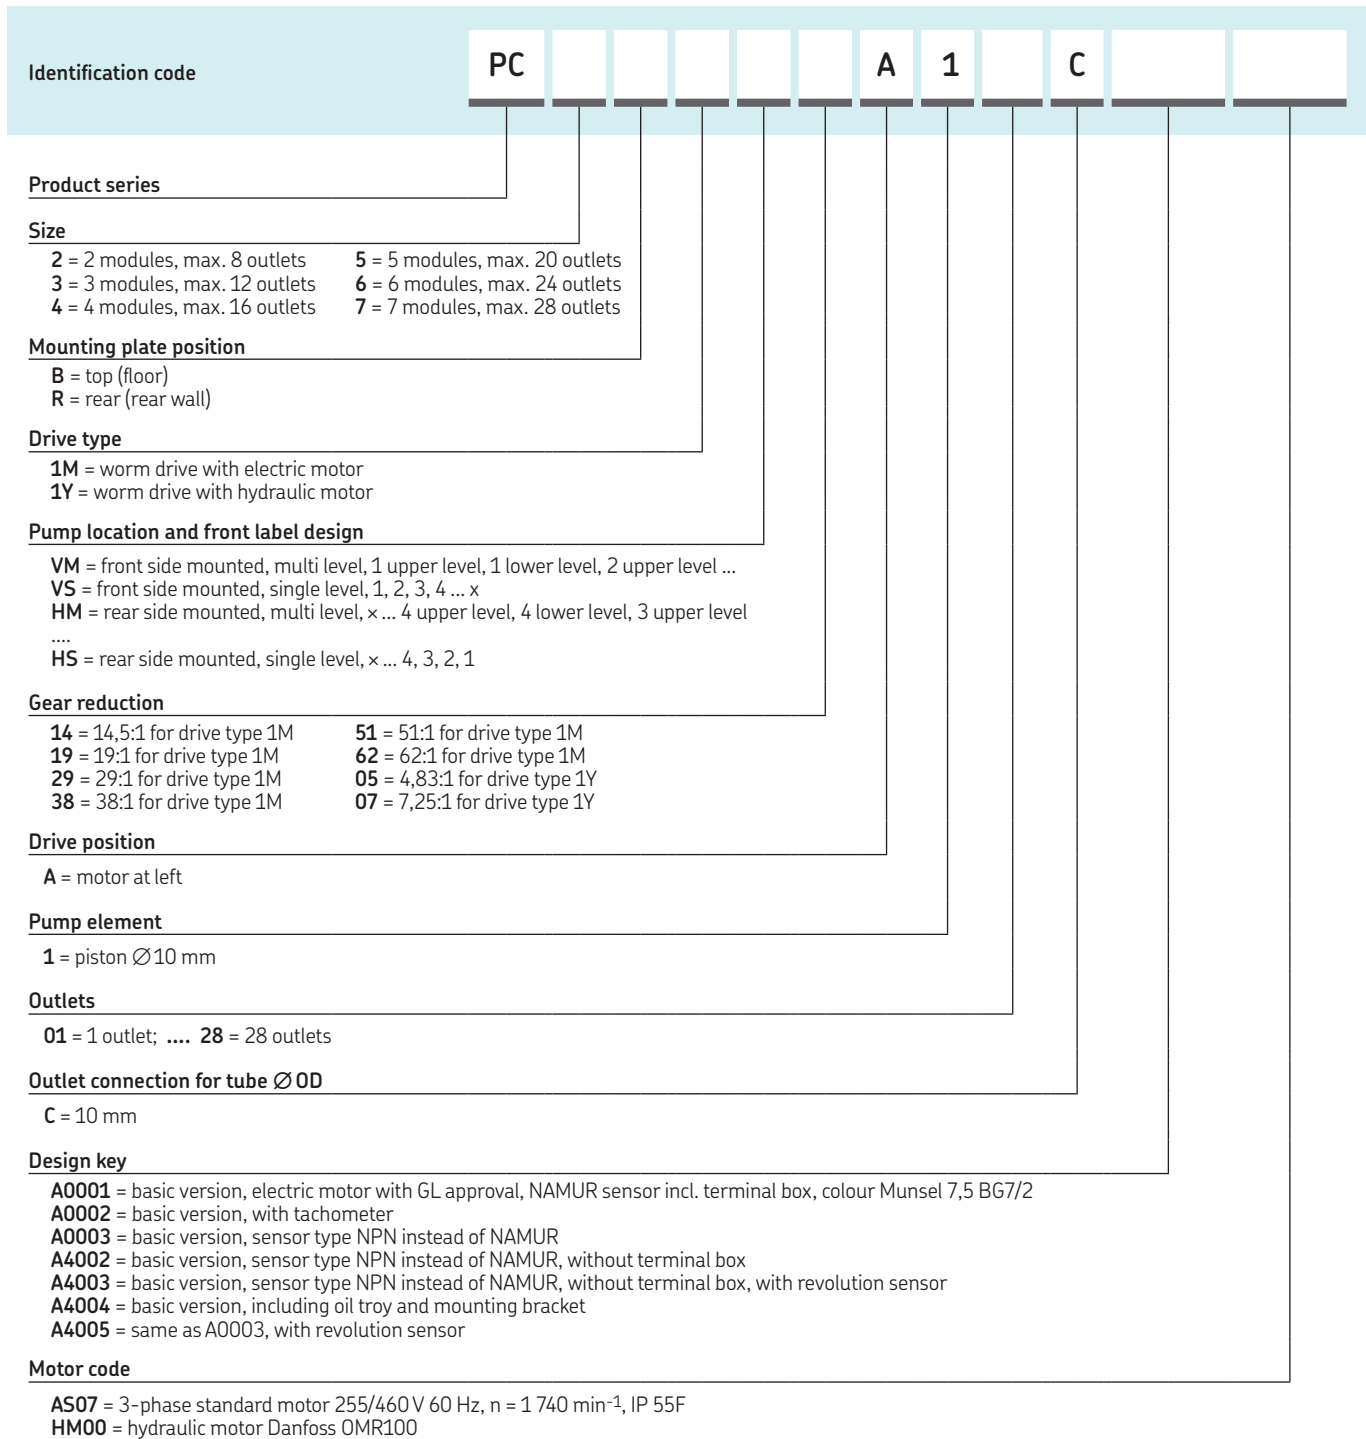 Identification code PC A 1 C
Product series
Size
2 = 2 modules, max. 8 outlets 5 = 5 modules, max. 20 outlets
3 = 3 modules, max. 12 outlets 6 = 6 modules, max. 24 outlets
4 = 4 modules, max. 16 outlets 7 = 7 modules, max. 28 outlets
Mounting plate position
B = top (floor)
R = rear (rear wall)
Drive type
1M = worm drive with electric motor
1Y = worm drive with hydraulic motor
Pump location and front label design
VM = front side mounted, multi level, 1 upper level, 1 lower level, 2 upper level ...
VS = front side mounted, single level, 1, 2, 3, 4 ... x
HM = rear side mounted, multi level, × ... 4 upper level, 4 lower level, 3 upper level
....
HS = rear side mounted, single level, × ... 4, 3, 2, 1
Gear reduction
14 = 14,5:1 for drive type 1M 51 = 51:1 for drive type 1M
19 = 19:1 for drive type 1M 62 = 62:1 for drive type 1M
29 = 29:1 for drive type 1M 05 = 4,83:1 for drive type 1Y
38 = 38:1 for drive type 1M 07 = 7,25:1 for drive type 1Y
Drive position
A = motor at left
Pump element
1 = piston ∅ 10 mm
Outlets
01 = 1 outlet; .... 28 = 28 outlets
Outlet connection for tube ∅ OD
C = 10 mm
Design key
A0001 = basic version, electric motor with GL approval, NAMUR sensor incl. terminal box, colour Munsel 7,5 BG7/2
A0002 = basic version, with tachometer
A0003 = basic version, sensor type NPN instead of NAMUR
A4002 = basic version, sensor type NPN instead of NAMUR, without terminal box
A4003 = basic version, sensor type NPN instead of NAMUR, without terminal box, with revolution sensor
A4004 = basic version, including oil troy and mounting bracket
A4005 = same as A0003, with revolution sensor
Motor code
AS07 = 3-phase standard motor 255/460 V 60 Hz, n = 1 740 min⁻¹, IP 55F
HM00 = hydraulic motor Danfoss OMR100